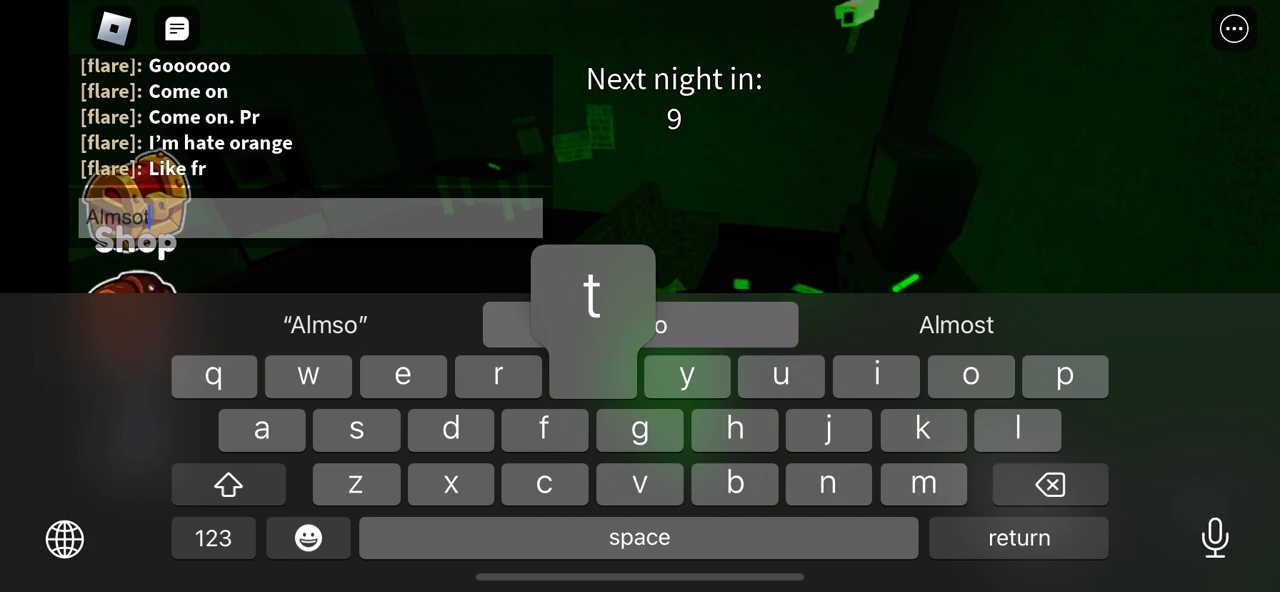 [flare]: Goooooo
[flare]: Come on
[flare]: Come on. Pr
[flare]: I'm hate orange
[flare]: Like fr
Almsot
Shop
Next night in:
9
“Almso” o Almost
t
q w e r y u i o p
a s d f g h j k l
z x c v b n m
123 space return